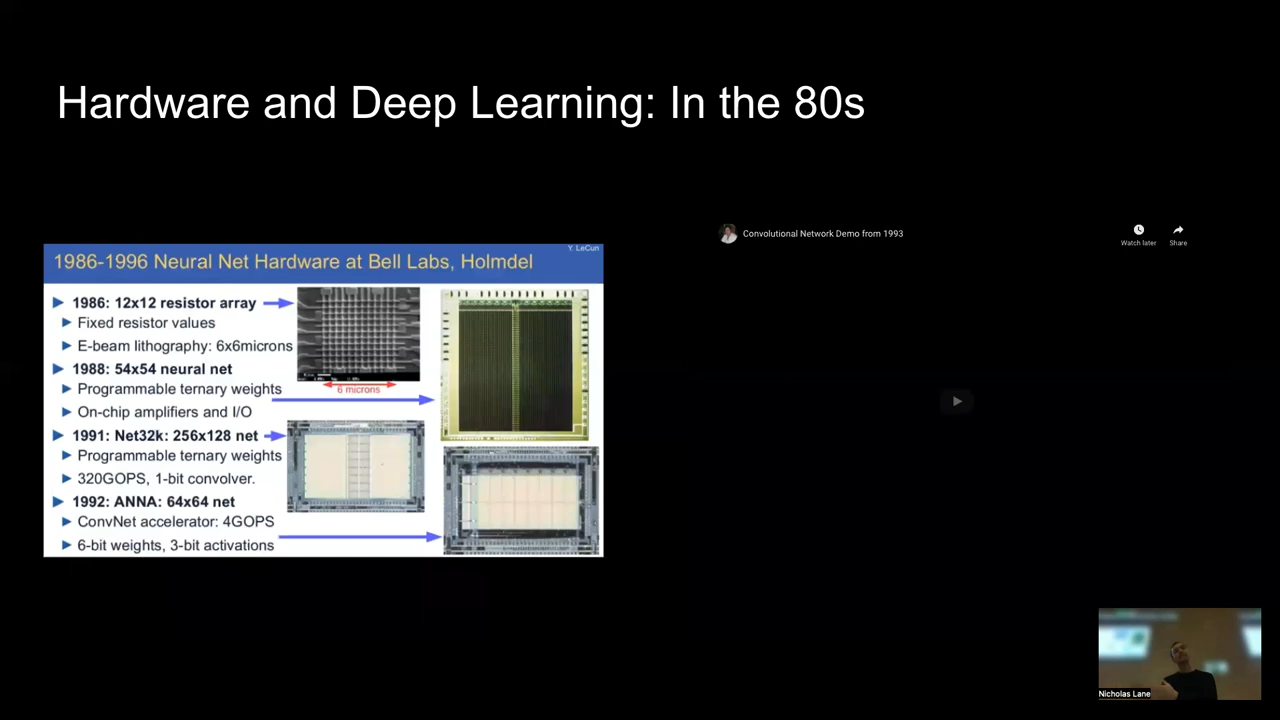 Hardware and Deep Learning: In the 80s
Y. LeCun
1986-1996 Neural Net Hardware at Bell Labs, Holmdel
1986: 12x12 resistor array
Fixed resistor values
E-beam lithography: 6x6microns
6 microns
1988: 54x54 neural net
Programmable ternary weights
On-chip amplifiers and I/O
1991: Net32k: 256x128 net
Programmable ternary weights
320GOPS, 1-bit convolver.
1992: ANNA: 64x64 net
ConvNet accelerator: 4GOPS
6-bit weights, 3-bit activations
Convolutional Network Demo from 1993
Watch later
Share
Nicholas Lane